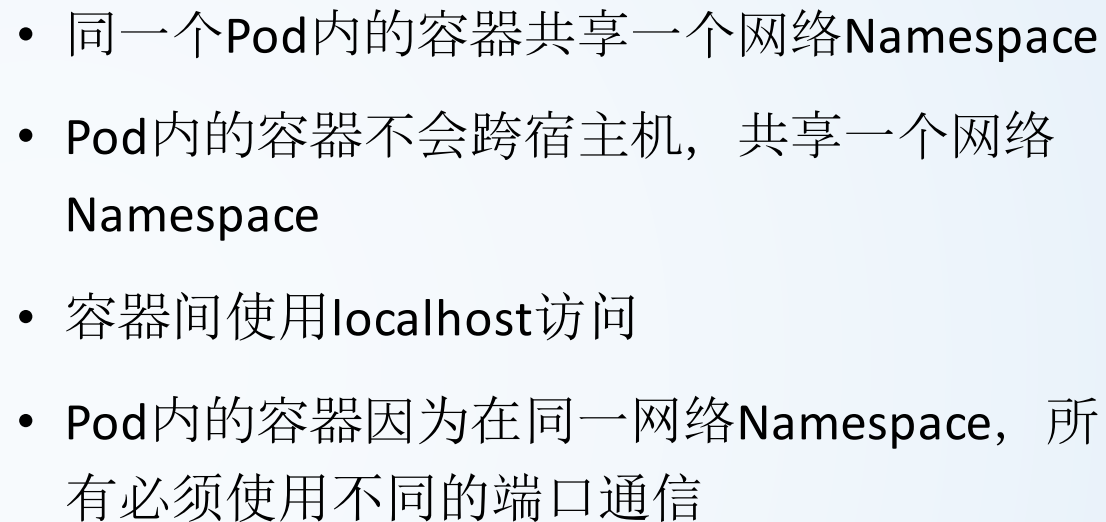 • 同一个Pod内的容器共享一个网络Namespace
• Pod内的容器不会跨宿主机，共享一个网络
Namespace
• 容器间使用localhost访问
• Pod内的容器因为在同一网络Namespace，所
有必须使用不同的端口通信